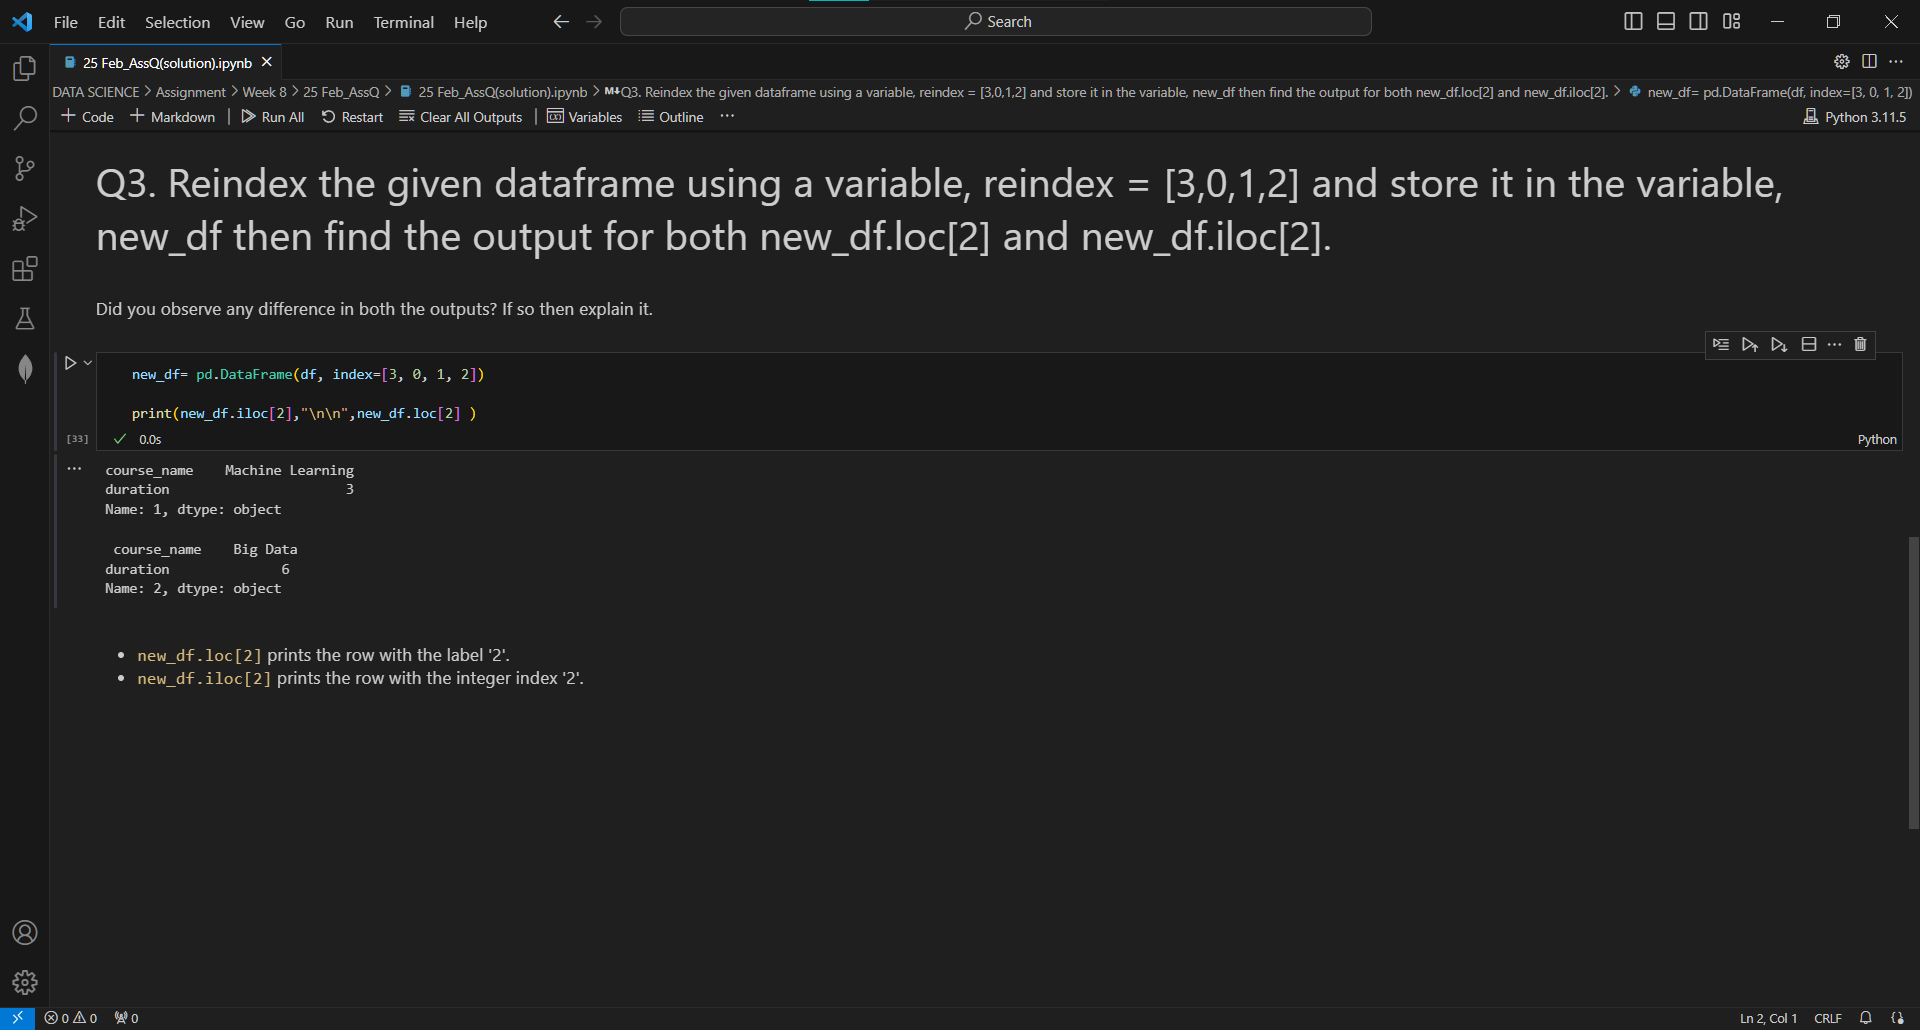 File Edit Selection View Go Run Terminal Help Search
25 Feb_AssQ(solution).ipynb
DATA SCIENCE > Assignment > Week 8 > 25 Feb_AssQ > 25 Feb_AssQ(solution).ipynb > M↓Q3. Reindex the given dataframe using a variable, reindex = [3,0,1,2] and store it in the variable, new_df then find the output for both new_df.loc[2] and new_df.iloc[2]. > new_df= pd.DataFrame(df, index=[3, 0, 1, 2])
+ Code + Markdown Run All Restart Clear All Outputs Variables Outline ... Python 3.11.5
Q3. Reindex the given dataframe using a variable, reindex = [3,0,1,2] and store it in the variable,
new_df then find the output for both new_df.loc[2] and new_df.iloc[2].
Did you observe any difference in both the outputs? If so then explain it.
new_df= pd.DataFrame(df, index=[3, 0, 1, 2])
print(new_df.iloc[2],"\n\n",new_df.loc[2] )
[33] 0.0s Python
course_name    Machine Learning
duration                      3
Name: 1, dtype: object
course_name    Big Data
duration              6
Name: 2, dtype: object
• new_df.loc[2] prints the row with the label '2'.
• new_df.iloc[2] prints the row with the integer index '2'.
0 0 0 Ln 2, Col 1 CRLF